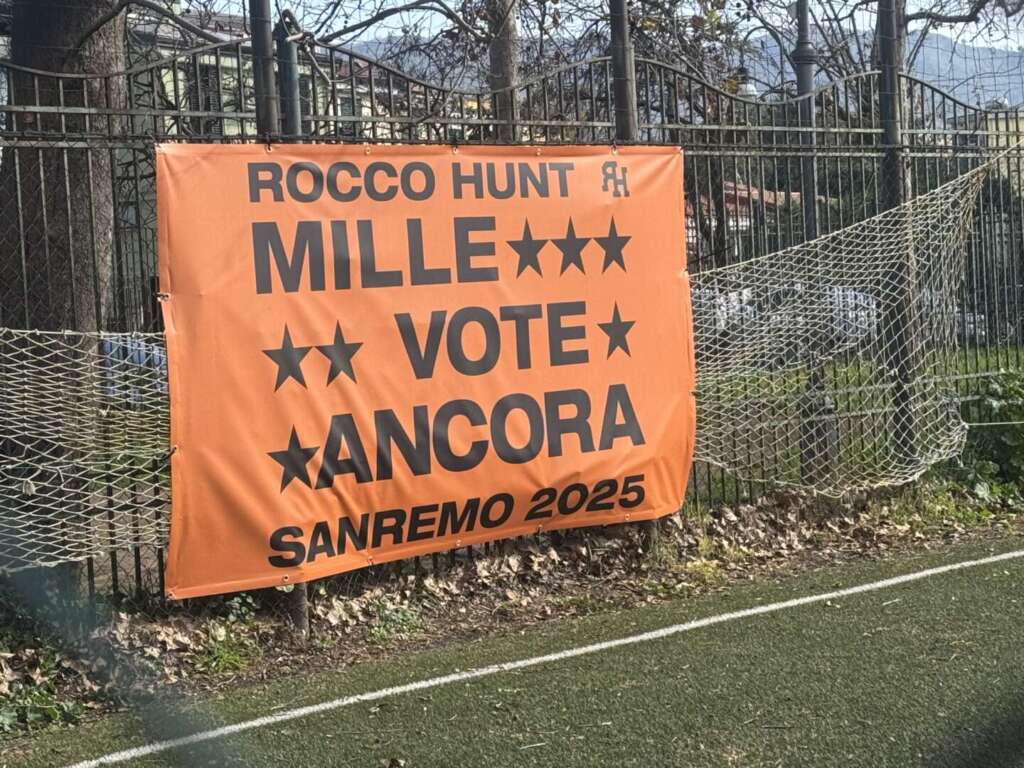 ROCCO HUNT RH
MILLE★★★
★★ VOTE★
★ANCORA
SANREMO 2025